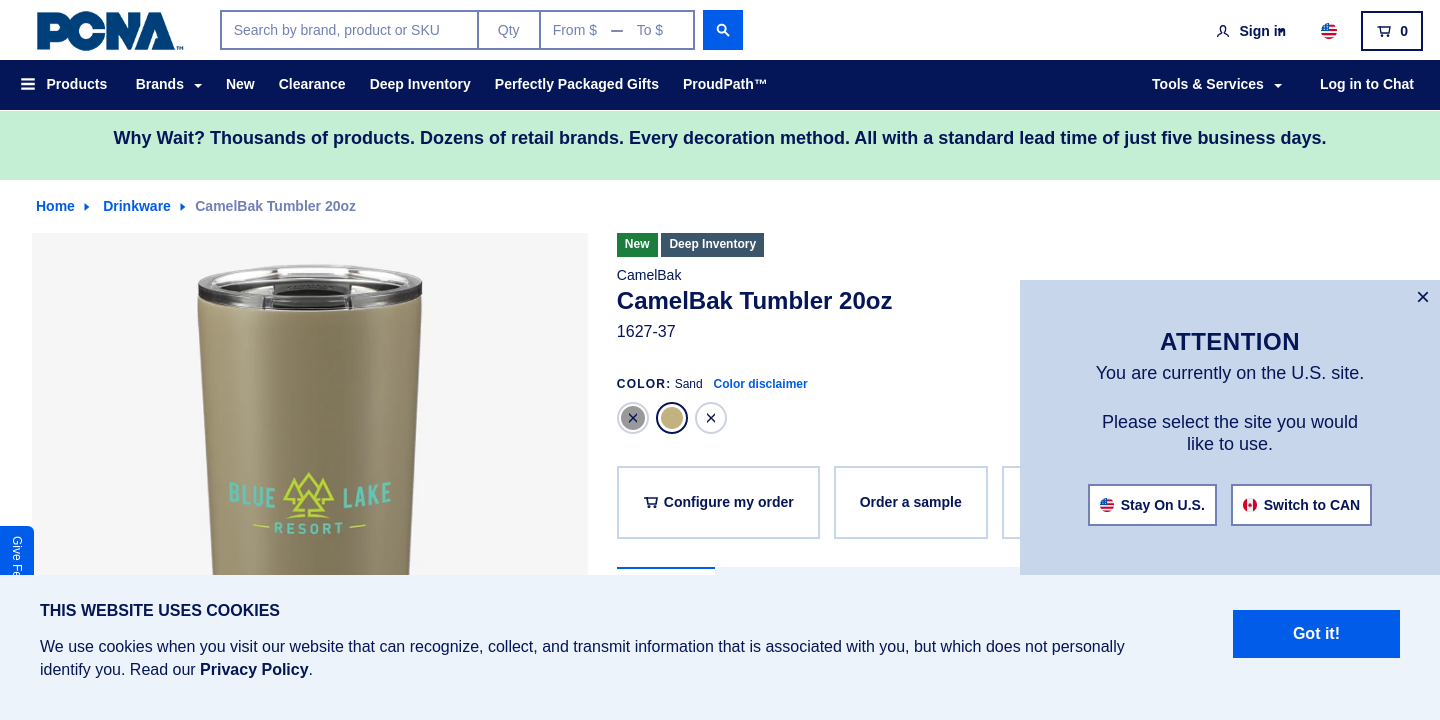 PCNA™
Search by brand, product or SKU
Qty
From $ — To $
Sign in
0
Products
Brands
New
Clearance
Deep Inventory
Perfectly Packaged Gifts
ProudPath™
Tools & Services
Log in to Chat
Why Wait? Thousands of products. Dozens of retail brands. Every decoration method. All with a standard lead time of just five business days.
Home
Drinkware
CamelBak Tumbler 20oz
New
Deep Inventory
CamelBak
CamelBak Tumbler 20oz
1627-37
COLOR: Sand Color disclaimer
Configure my order
Order a sample
BLUE LAKE
RESORT
×
ATTENTION
You are currently on the U.S. site.
Please select the site you would
like to use.
Stay On U.S.
Switch to CAN
Give
THIS WEBSITE USES COOKIES
We use cookies when you visit our website that can recognize, collect, and transmit information that is associated with you, but which does not personally
identify you. Read our Privacy Policy.
Got it!